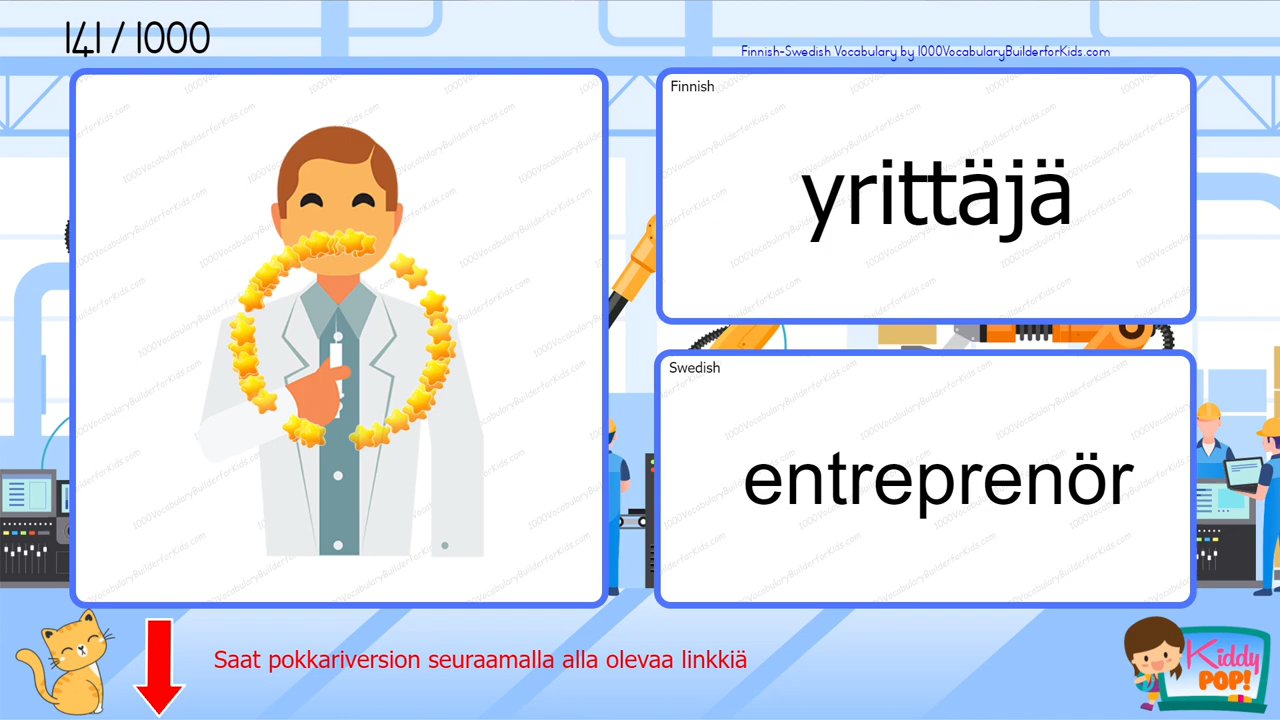 141 / 1000
Finnish-Swedish Vocabulary by 1000VocabularyBuilderforKids.com
Finnish
yrittäjä
Swedish
entreprenör
Saat pokkariversion seuraamalla alla olevaa linkkiä
Kiddy
POP!